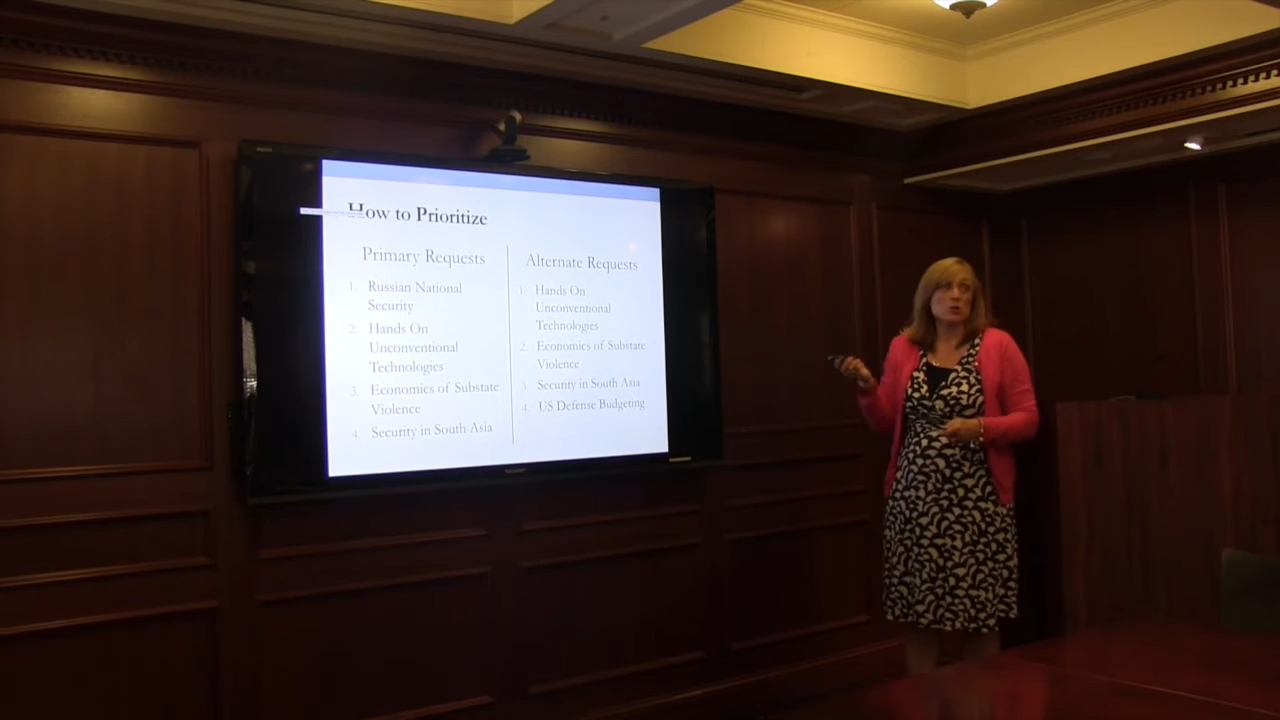 How to Prioritize
Primary Requests
1. Russian National
Security
2. Hands On
Unconventional
Technologies
3. Economics of Substate
Violence
4. Security in South Asia
Alternate Requests
1. Hands On
Unconventional
Technologies
2. Economics of Substate
Violence
3. Security in South Asia
4. US Defense Budgeting